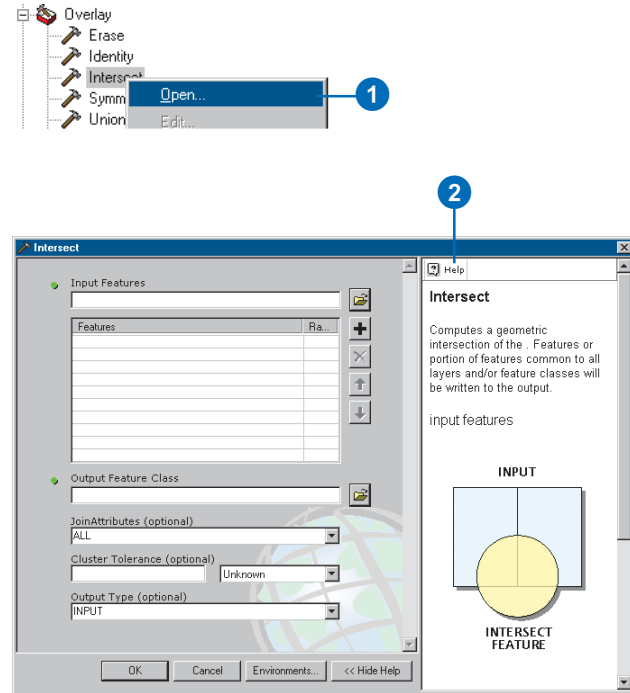 Overlay
Erase
Identity
Intersect
Symm
Union
Open...
Edit...
1
2
Intersect
Input Features
Features Ra...
Output Feature Class
JoinAttributes (optional)
ALL
Cluster Tolerance (optional)
Unknown
Output Type (optional)
INPUT
OK Cancel Environments... << Hide Help
Help
Intersect
Computes a geometric
intersection of the . Features or
portion of features common to all
layers and/or feature classes will
be written to the output.
input features
INPUT
INTERSECT
FEATURE